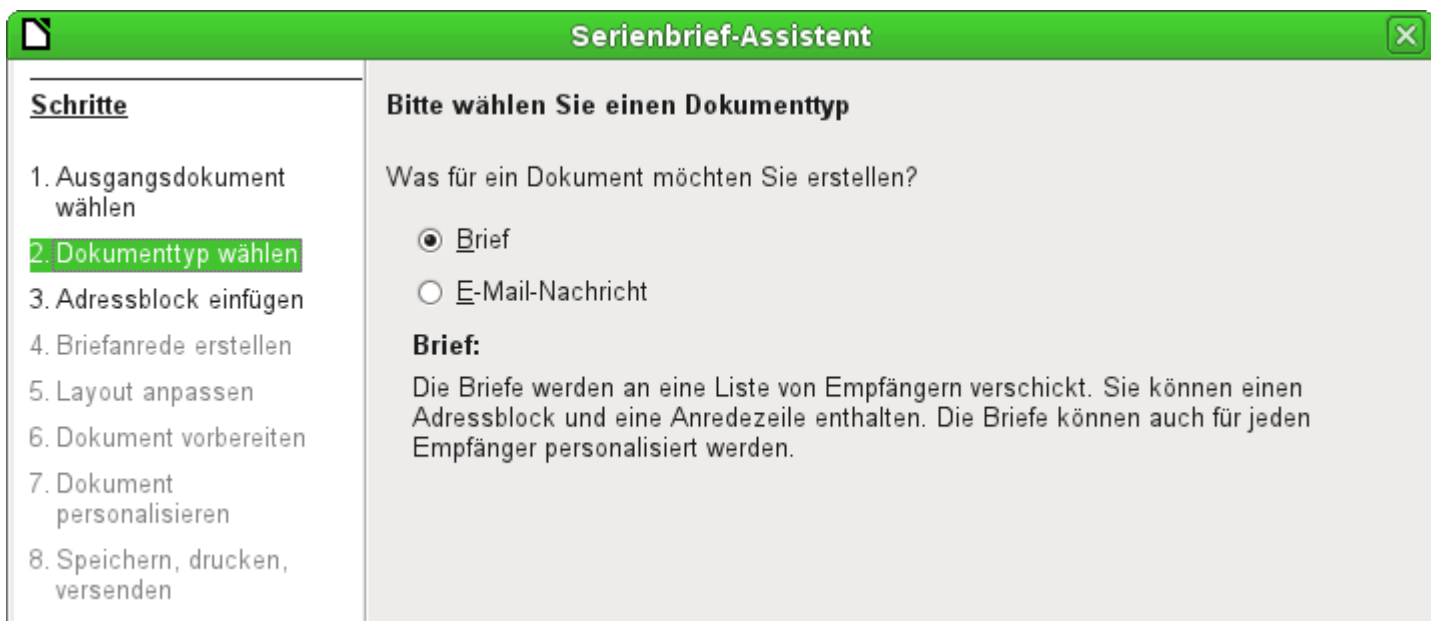 Serienbrief-Assistent
Schritte
1. Ausgangsdokument
wählen
2. Dokumenttyp wählen
3. Adressblock einfügen
4. Briefanrede erstellen
5. Layout anpassen
6. Dokument vorbereiten
7. Dokument
personalisieren
8. Speichern, drucken,
versenden
Bitte wählen Sie einen Dokumenttyp
Was für ein Dokument möchten Sie erstellen?
Brief
E-Mail-Nachricht
Brief:
Die Briefe werden an eine Liste von Empfängern verschickt. Sie können einen
Adressblock und eine Anredezeile enthalten. Die Briefe können auch für jeden
Empfänger personalisiert werden.